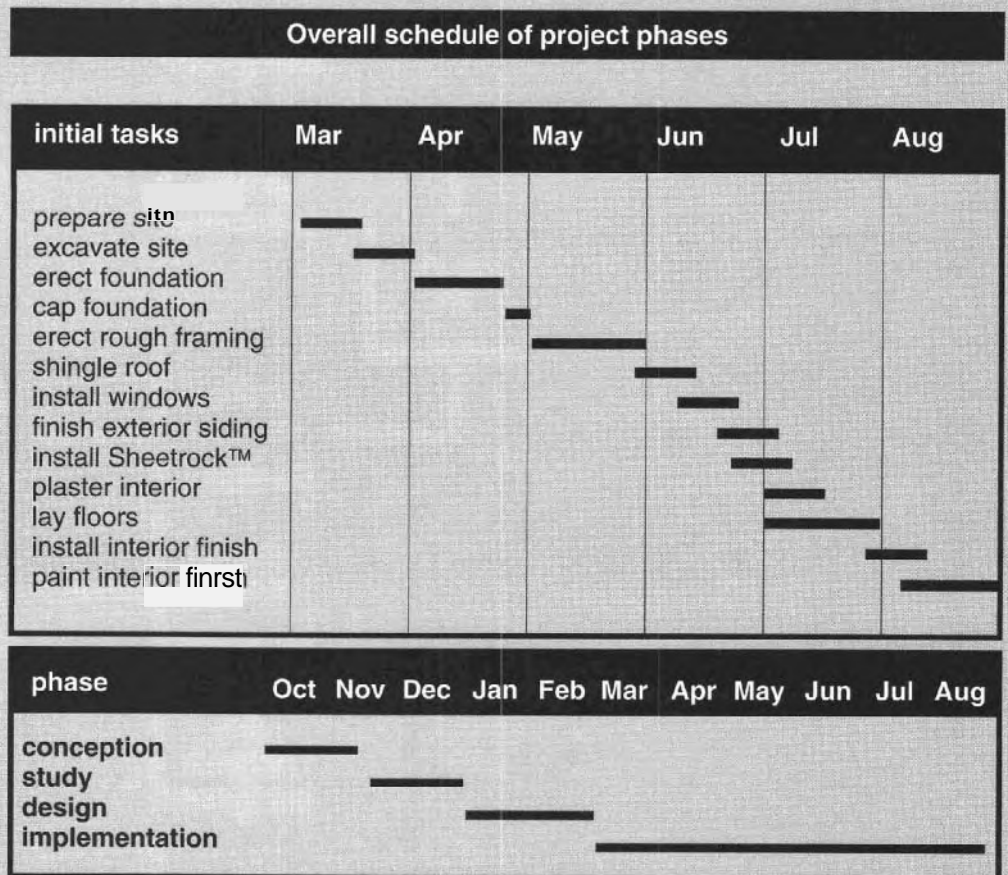 Overall schedule of project phases
initial tasks Mar Apr May Jun Jul Aug
prepare sitn
excavate site
erect foundation
cap foundation
erect rough framing
shingle roof
install windows
finish exterior siding
install Sheetrock™
plaster interior
lay floors
install interior finish
paint interior finrst
phase Oct Nov Dec Jan Feb Mar Apr May Jun Jul Aug
conception
study
design
implementation